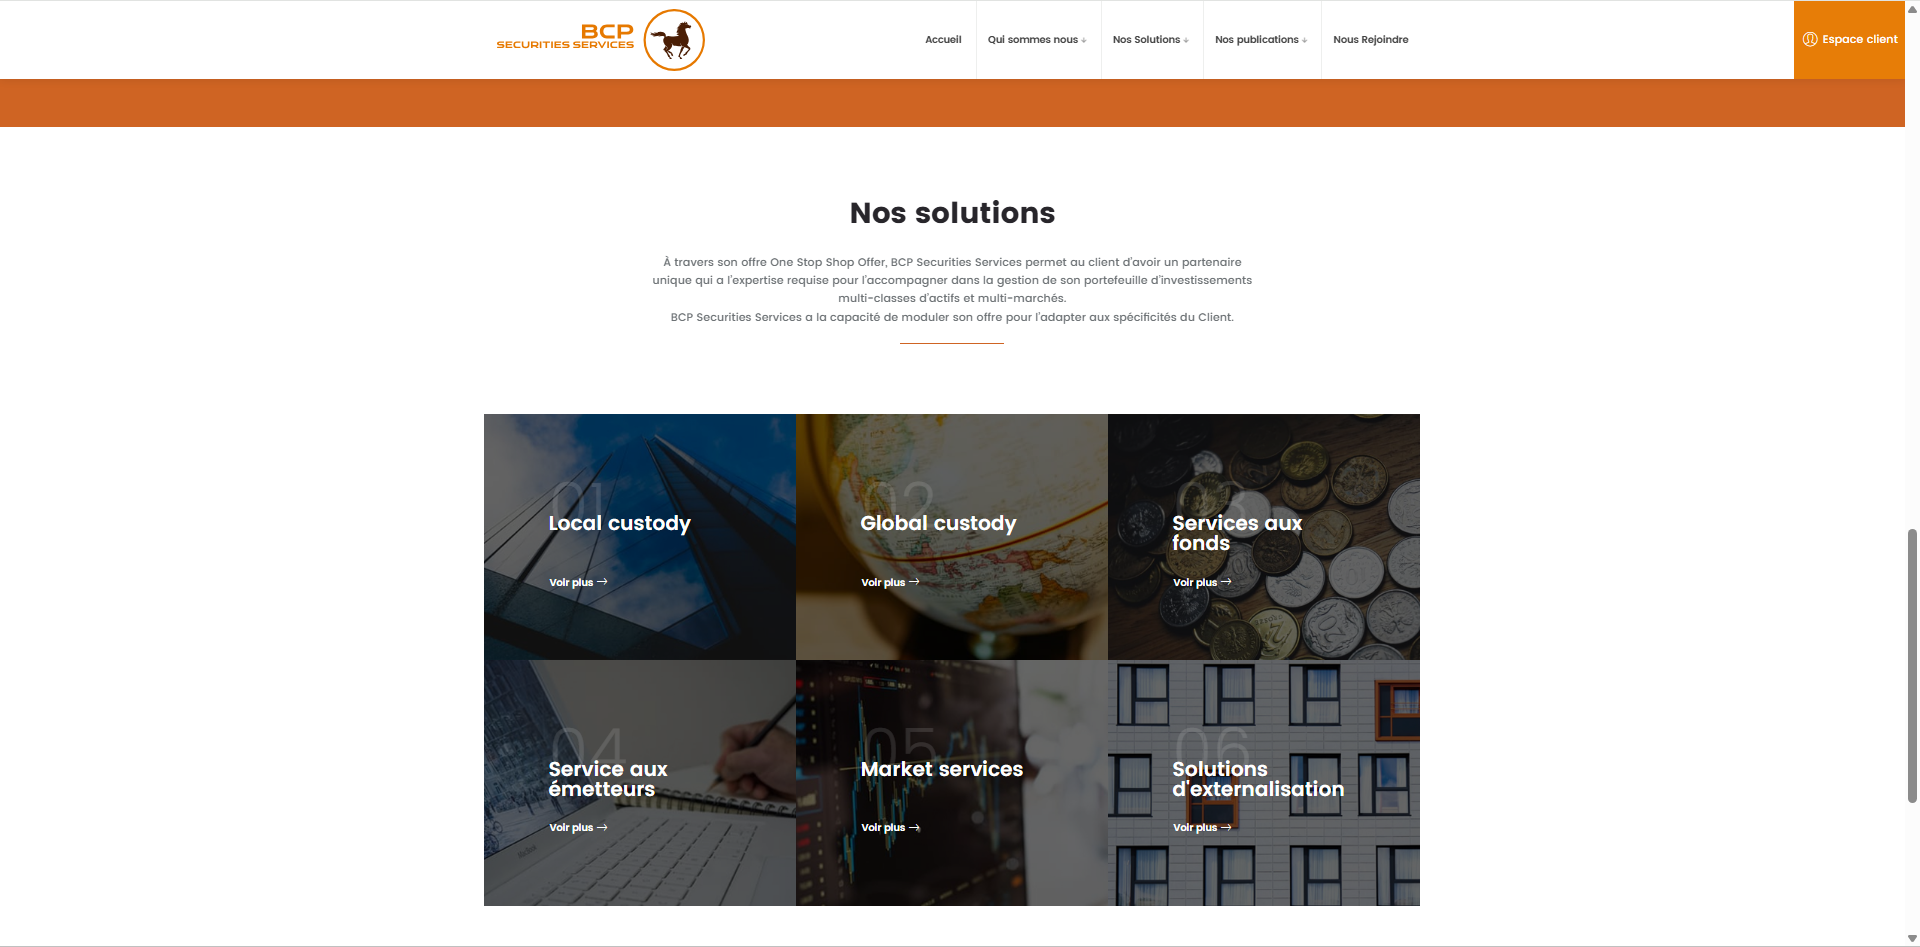 BCP
SECURITIES SERVICES
Accueil
Qui sommes nous
Nos Solutions
Nos publications
Nous Rejoindre
Espace client
Nos solutions
À travers son offre One Stop Shop Offer, BCP Securities Services permet au client d'avoir un partenaire
unique qui a l'expertise requise pour l'accompagner dans la gestion de son portefeuille d'investissements
multi-classes d'actifs et multi-marchés.
BCP Securities Services a la capacité de moduler son offre pour l'adapter aux spécificités du Client.
01
Local custody
Voir plus
02
Global custody
Voir plus
03
Services aux
fonds
Voir plus
04
Service aux
émetteurs
Voir plus
05
Market services
Voir plus
06
Solutions
d'externalisation
Voir plus